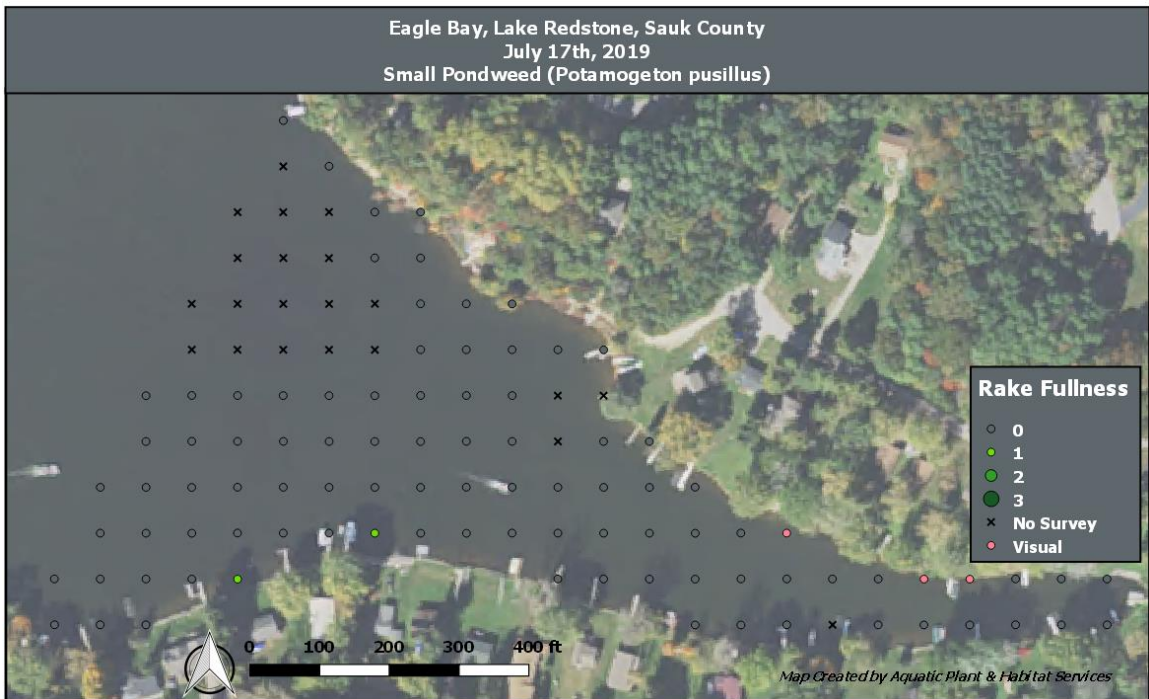 Eagle Bay, Lake Redstone, Sauk County
July 17th, 2019
Small Pondweed (Potamogeton pusillus)
Rake Fullness
0
1
2
3
No Survey
Visual
0 100 200 300 400 ft
Map Created by Aquatic Plant & Habitat Services